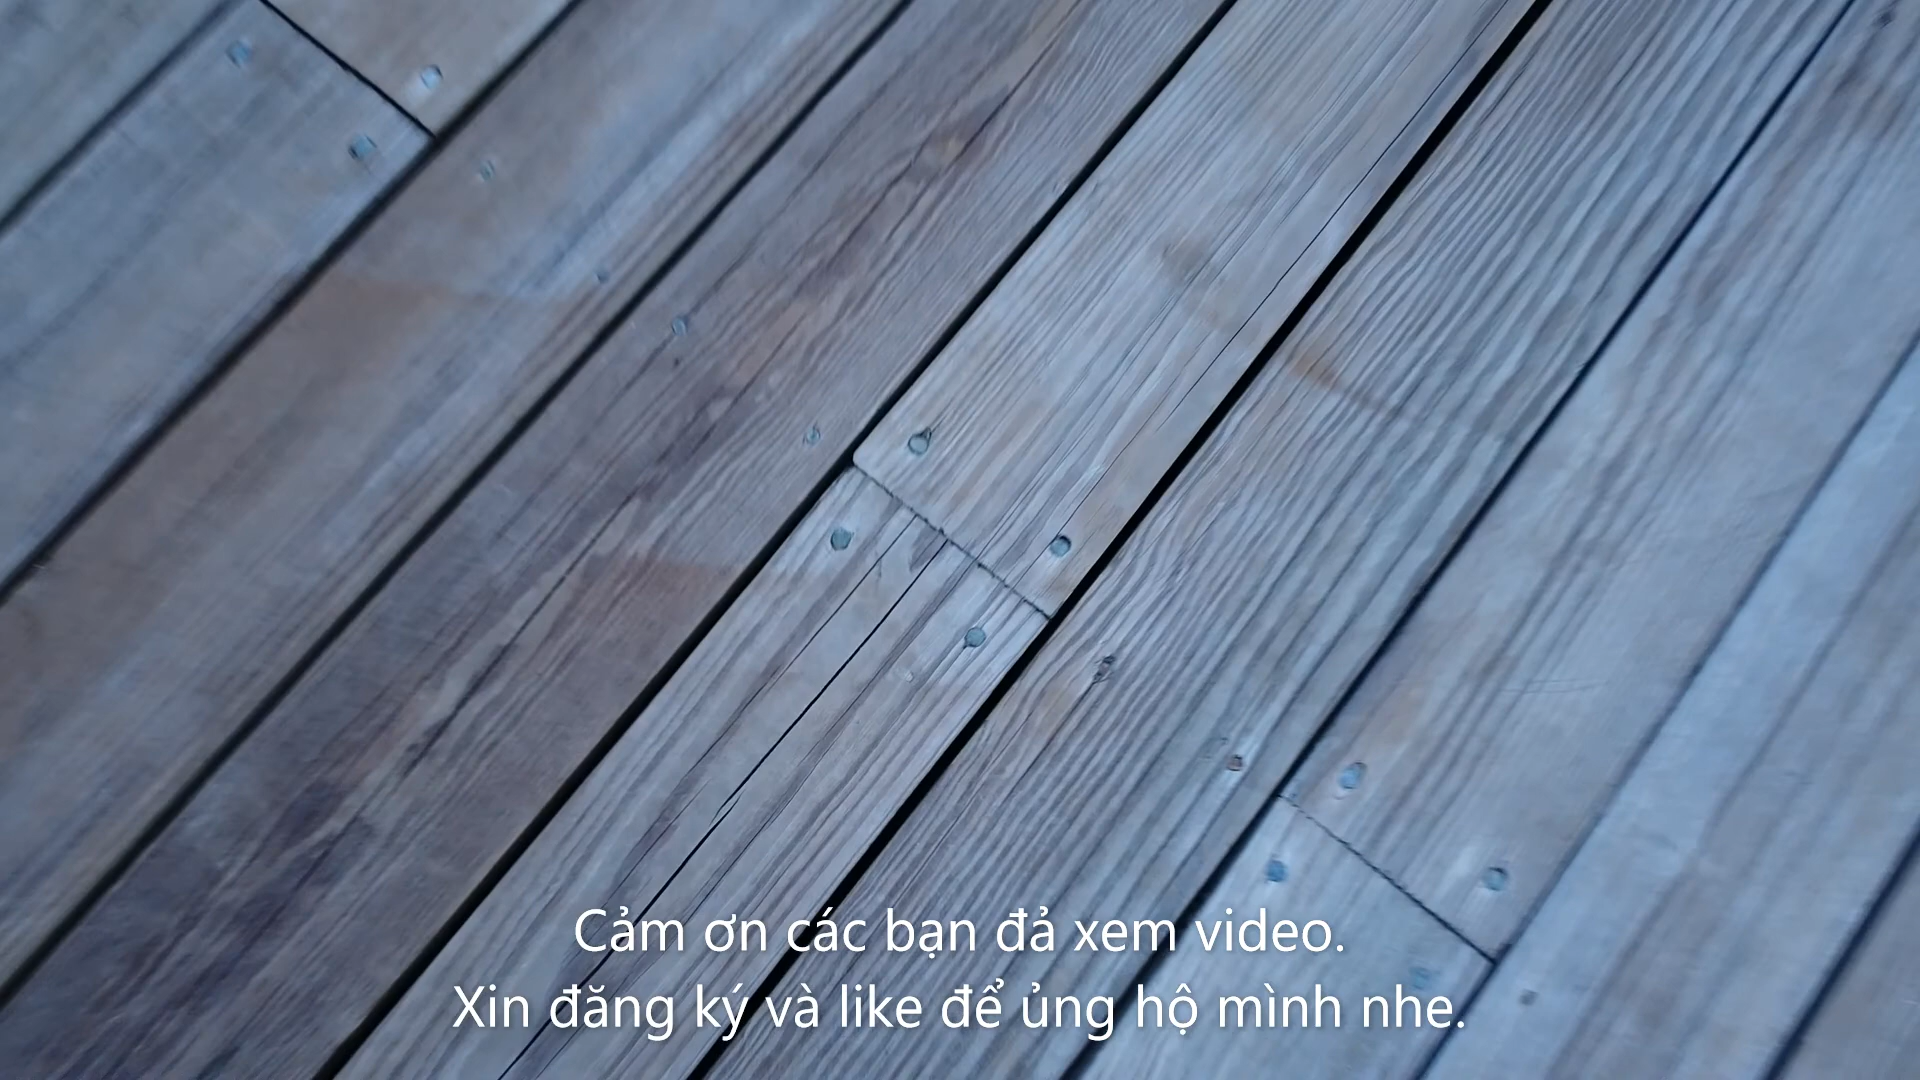 Cảm ơn các bạn đả xem video.
Xin đăng ký và like để ủng hộ mình nhe.